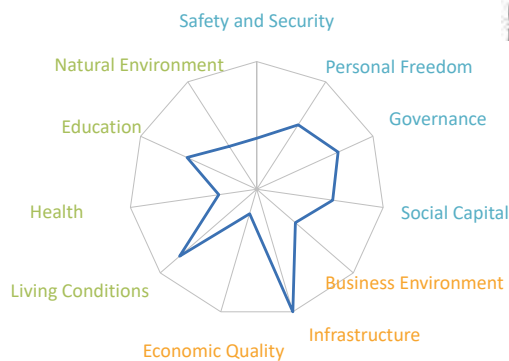 Safety and Security
Natural Environment
Personal Freedom
Education
Governance
Health
Social Capital
Living Conditions
Business Environment
Infrastructure
Economic Quality